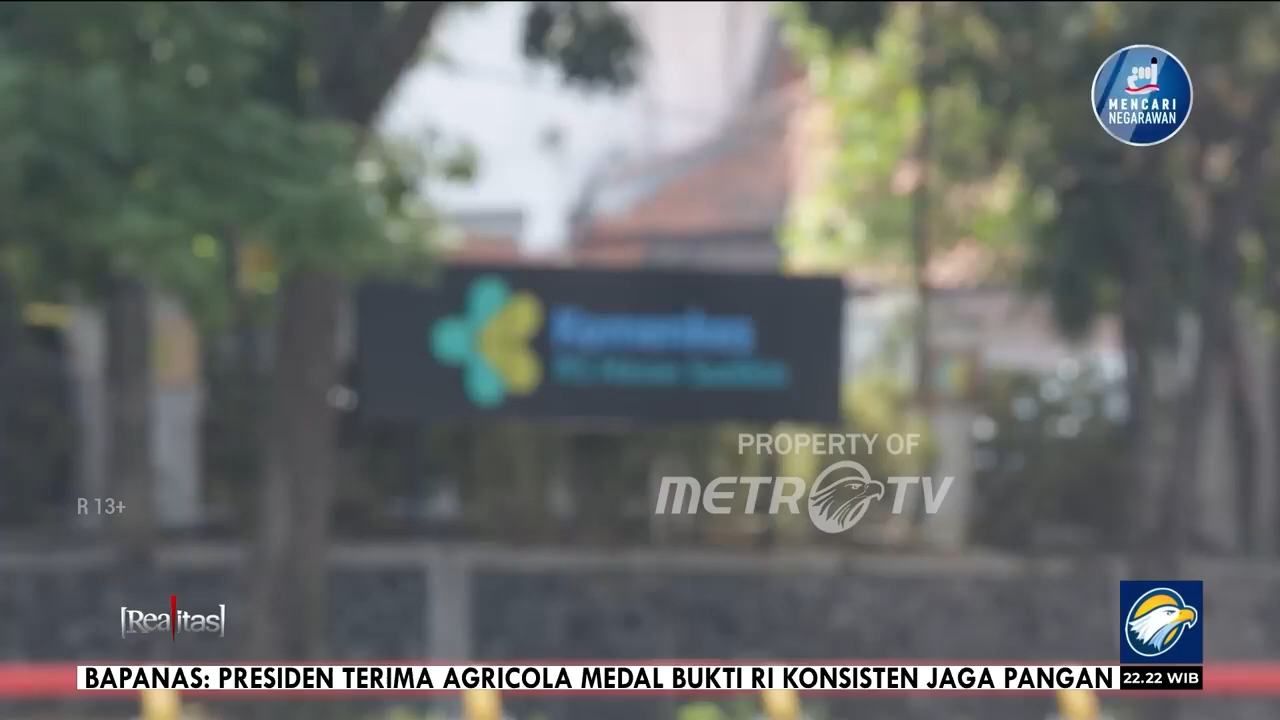 MENCARI
NEGARAWAN
Kemenkes
PROPERTY OF
METRO TV
R 13+
[Realitas]
BAPANAS: PRESIDEN TERIMA AGRICOLA MEDAL BUKTI RI KONSISTEN JAGA PANGAN
22.22 WIB